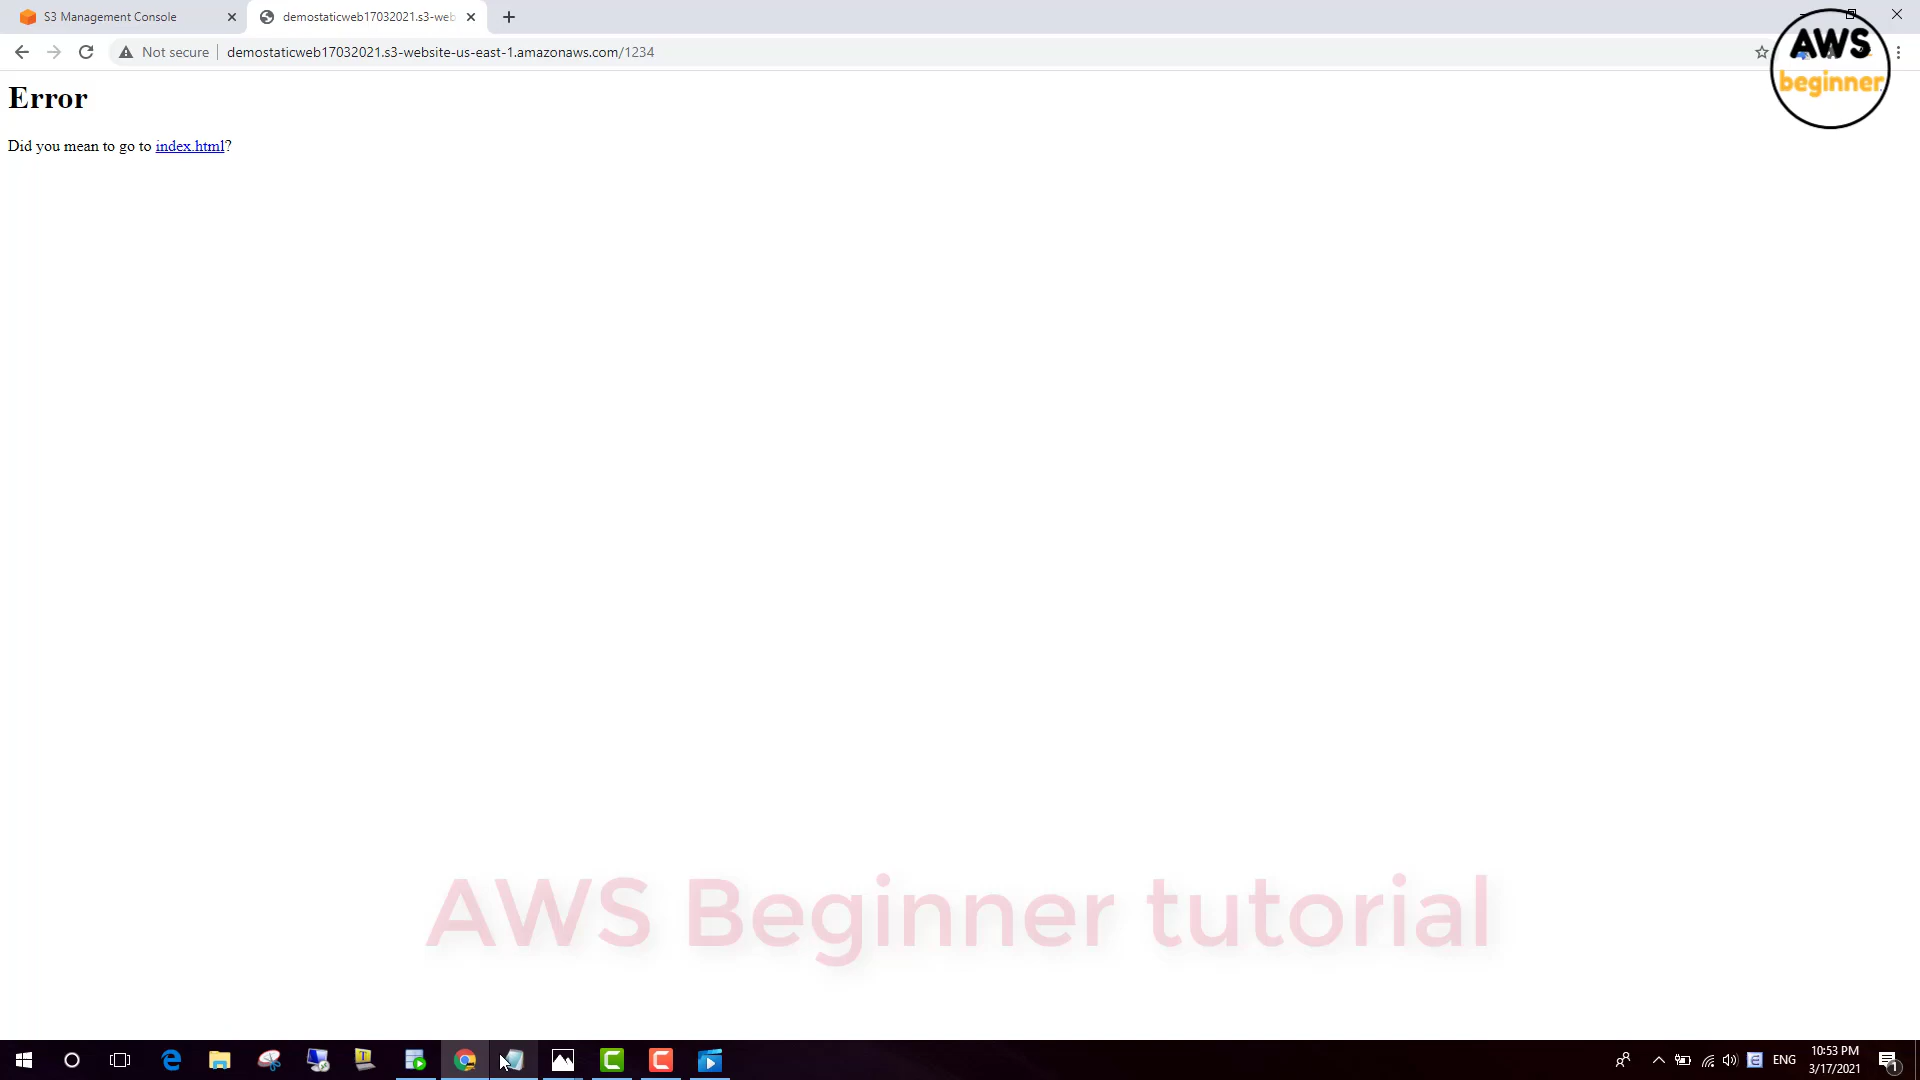 S3 Management Console
demostaticweb17032021.s3-web
Not secure
demostaticweb17032021.s3-website-us-east-1.amazonaws.com/1234
AWS
beginner
Error
Did you mean to go to index.html?
AWS Beginner tutorial
ENG
10:53 PM
3/17/2021
1